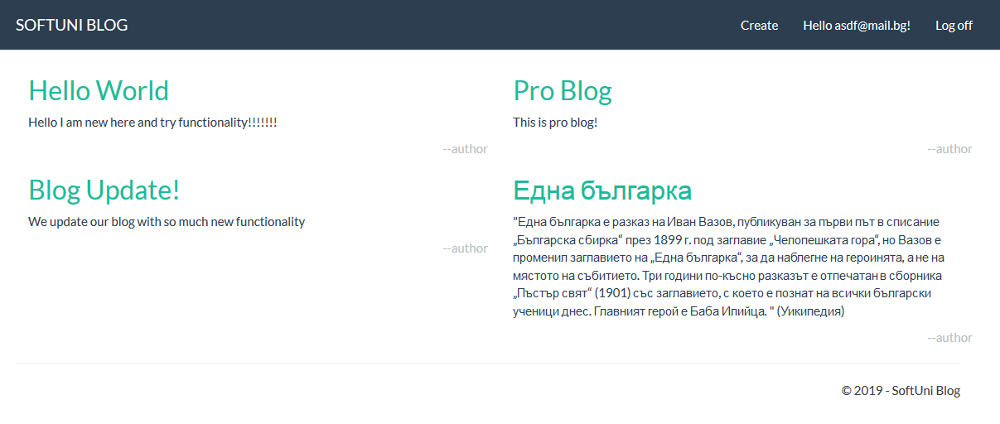 SOFTUNI BLOG
Create
Hello asdf@mail.bg!
Log off
Hello World
Hello I am new here and try functionality!!!!!!!
--author
Pro Blog
This is pro blog!
--author
Blog Update!
We update our blog with so much new functionality
--author
Една българка
"Една българка е разказ на Иван Вазов, публикуван за първи път в списание
„Българска сбирка“ през 1899 г. под заглавие „Челопешката гора“, но Вазов е
променил заглавието на „Една българка“, за да наблегне на героинята, а не на
мястото на събитието. Три години по-късно разказът е отпечатан в сборника
„Пъстър свят“ (1901) със заглавието, с което е познат на всички български
ученици днес. Главният герой е Баба Илийца. " (Уикипедия)
--author
© 2019 - SoftUni Blog